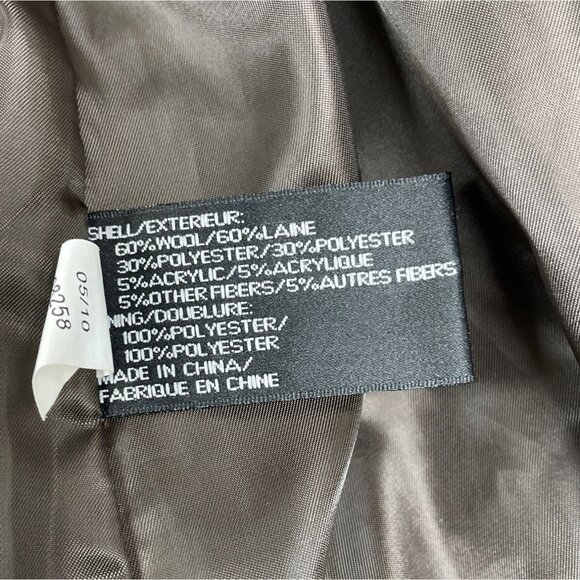 SHELL/EXTERIEUR:
60%WOOL/60%LAINE
30%POLYESTER/30%POLYESTER
5%ACRYLIC/5%ACRYLIQUE
5%OTHER FIBERS/5%AUTRES FIBERS
NING/DOUBLURE:
100%POLYESTER/
100%POLYESTER
MADE IN CHINA/
FABRIQUE EN CHINE
05/10